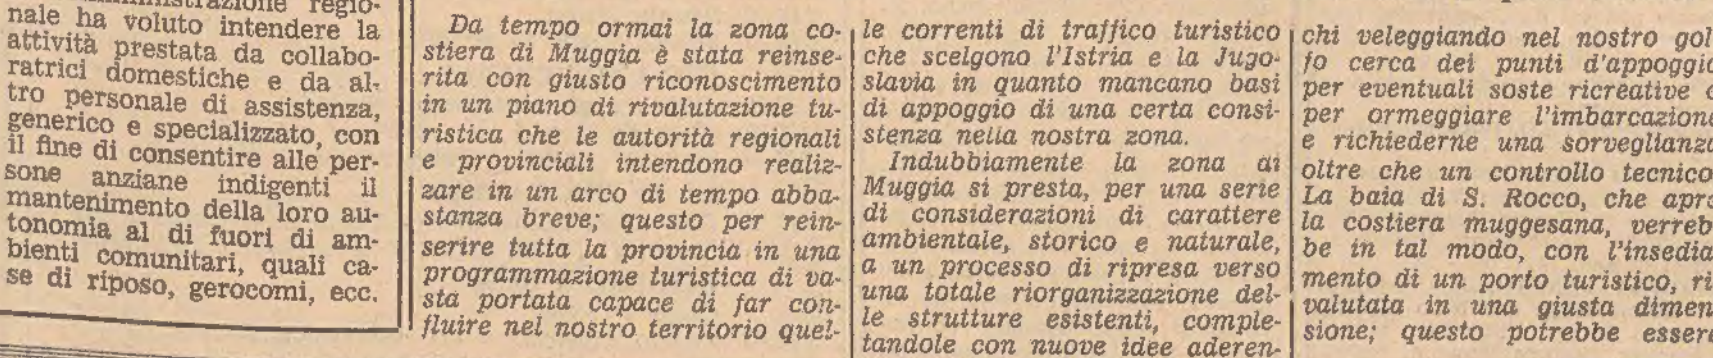 nale ha voluto intendere la
attività prestata da collabo-
ratrici domestiche e da al-
tro personale di assistenza,
generico e specializzato, con
il fine di consentire alle per-
sone anziane indigenti il
mantenimento della loro au-
tonomia al di fuori di am-
bienti comunitari, quali ca-
se di riposo, gerocomi, ecc.
Da tempo ormai la zona co-
stiera di Muggia è stata reinse-
rita con giusto riconoscimento
in un piano di rivalutazione tu-
ristica che le autorità regionali
e provinciali intendono realiz-
zare in un arco di tempo abba-
stanza breve; questo per rein-
serire tutta la provincia in una
programmazione turistica di va-
sta portata capace di far con-
fluire nel nostro territorio quel-
le correnti di traffico turistico
che scelgono l'Istria e la Jugo-
slavia in quanto mancano basi
di appoggio di una certa consi-
stenza nella nostra zona.
Indubbiamente la zona di
Muggia si presta, per una serie
di considerazioni di carattere
ambientale, storico e naturale,
a un processo di ripresa verso
una totale riorganizzazione del-
le strutture esistenti, comple-
tandole con nuove idee aderen-
chi veleggiando nel nostro gol
fo cerca dei punti d'appoggio
per eventuali soste ricreative o
per ormeggiare l'imbarcazione
e richiederne una sorveglianza
oltre che un controllo tecnico
La baia di S. Rocco, che apre
la costiera muggesana, verreb
be in tal modo, con l'insedia
mento di un porto turistico, ri
valutata in una giusta dimen
sione; questo potrebbe essere